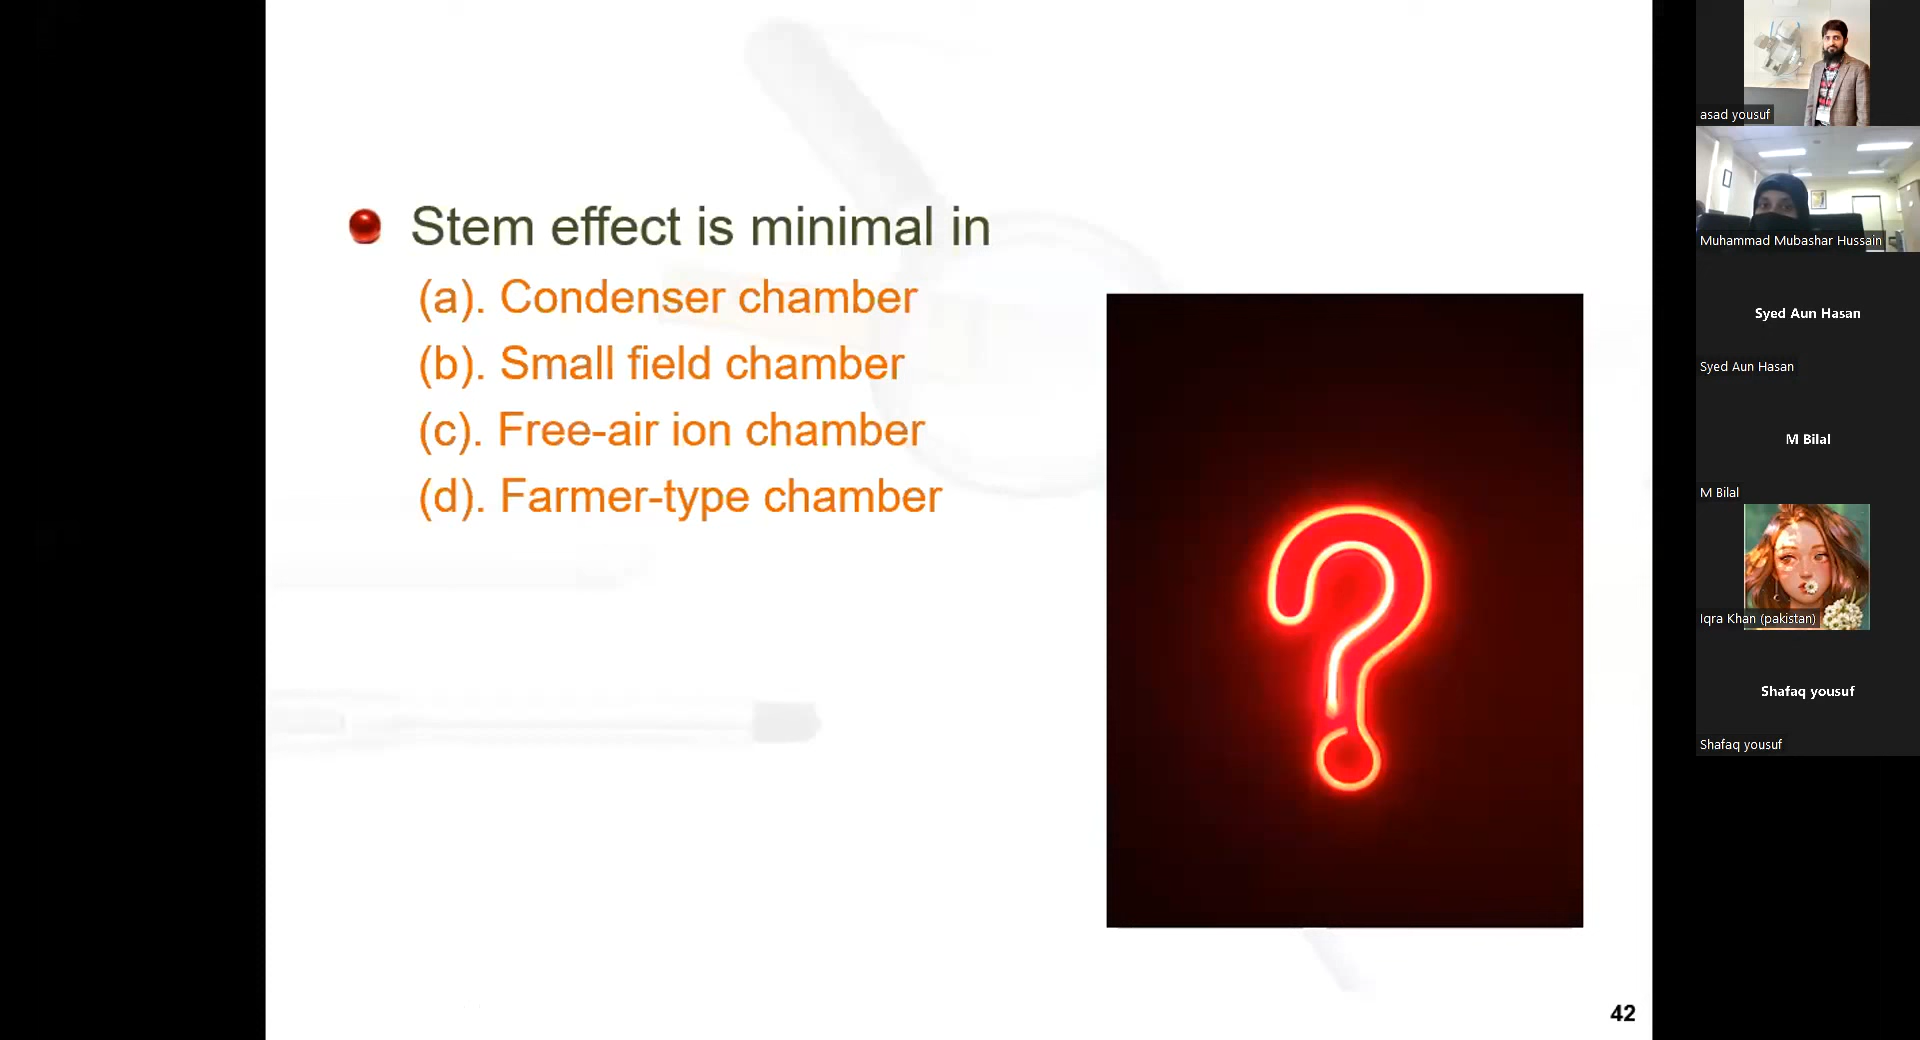 Stem effect is minimal in
(a). Condenser chamber
(b). Small field chamber
(c). Free-air ion chamber
(d). Farmer-type chamber
42
asad yousuf
Muhammad Mubashar Hussain
Syed Aun Hasan
Syed Aun Hasan
M Bilal
M Bilal
Iqra Khan (pakistan)
Shafaq yousuf
Shafaq yousuf